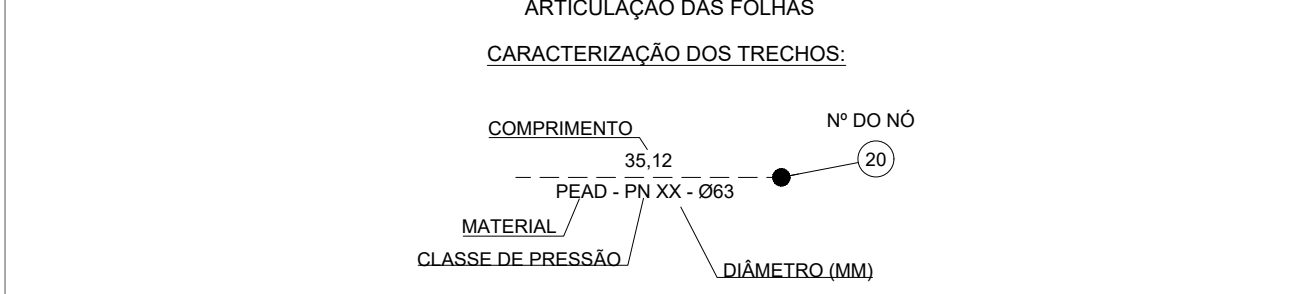 ARTICULAÇÃO DAS FOLHAS
CARACTERIZAÇÃO DOS TRECHOS:
Nº DO NÓ
COMPRIMENTO
35,12
20
PEAD - PN XX - Ø63
MATERIAL
CLASSE DE PRESSÃO
DIÂMETRO (MM)